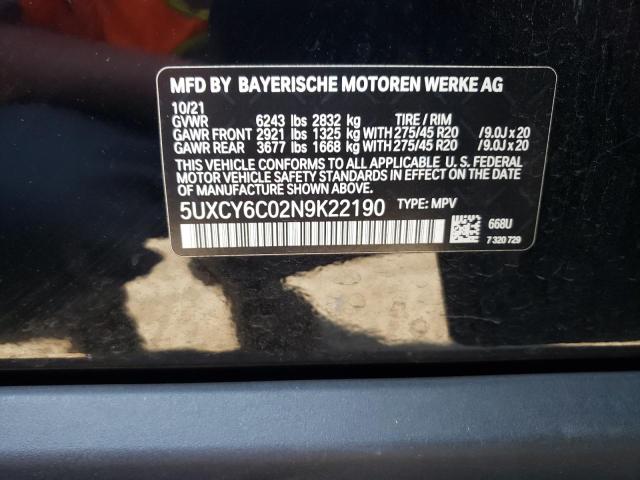 MFD BY BAYERISCHE MOTOREN WERKE AG
10/21
GVWR 6243 lbs 2832 kg TIRE / RIM
GAWR FRONT 2921 lbs 1325 kg WITH 275/45 R20 / 9.0J x 20
GAWR REAR 3677 lbs 1668 kg WITH 275/45 R20 / 9.0J x 20
THIS VEHICLE CONFORMS TO ALL APPLICABLE U. S. FEDERAL
MOTOR VEHICLE SAFETY STANDARDS IN EFFECT ON THE
DATE OF MANUFACTURE SHOWN ABOVE.
5UXCY6C02N9K22190 TYPE: MPV
668U
7 320 729